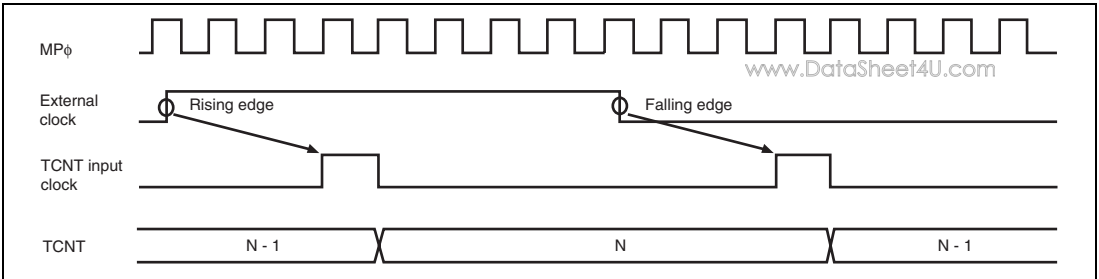 MPφ
www.DataSheet4U.com
External
clock
Rising edge
Falling edge
TCNT input
clock
TCNT
N - 1
N
N - 1